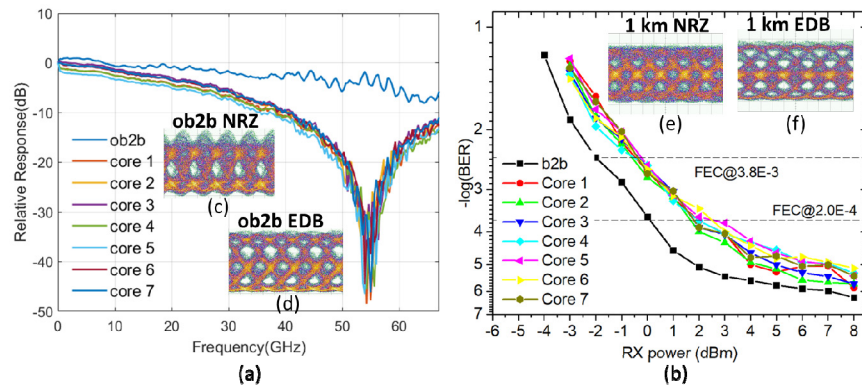 (a)
10
0
-10
-20
-30
-40
-50
Relative Response(dB)
0
10
20
30
40
50
60
Frequency(GHz)
ob2b
core 1
core 2
core 3
core 4
core 5
core 6
core 7
ob2b NRZ
(c)
ob2b EDB
(d)
(a)
(b)
1
2
3
4
5
6
7
-log(BER)
1 km NRZ
(e)
1 km EDB
(f)
FEC@3.8E-3
FEC@2.0E-4
b2b
Core 1
Core 2
Core 3
Core 4
Core 5
Core 6
Core 7
-6 -5 -4 -3 -2 -1 0 1 2 3 4 5 6 7 8
RX power (dBm)
(b)